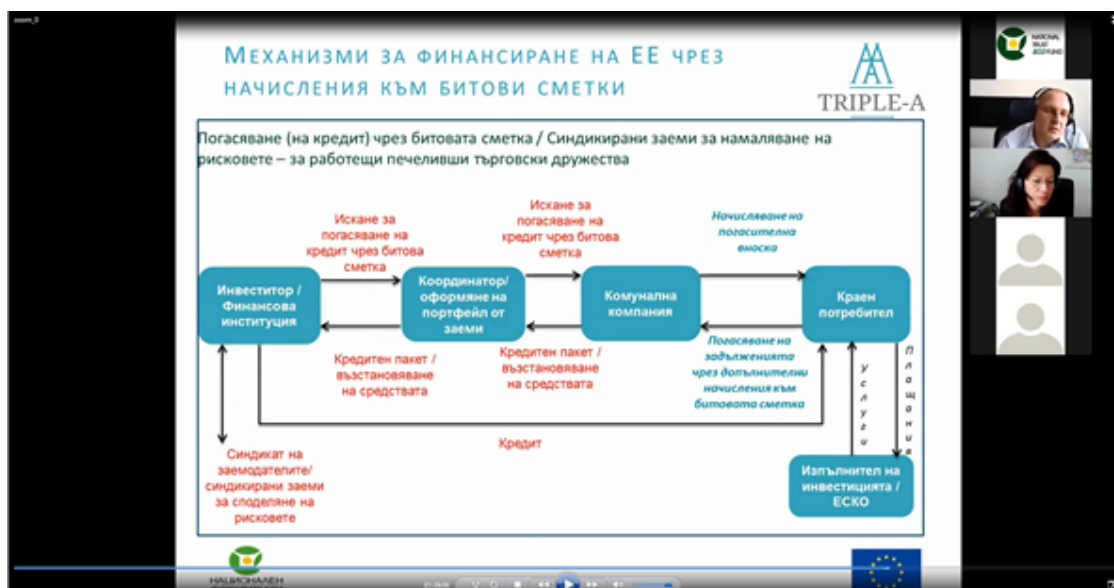 zoom_0
МЕХАНИЗМИ ЗА ФИНАНСИРАНЕ НА ЕЕ ЧРЕЗ
НАЧИСЛЕНИЯ КЪМ БИТОВИ СМЕТКИ
TRIPLE-A
NATIONAL
TRUST
ECOFUND
Погасяване (на кредит) чрез битовата сметка / Синдикирани заеми за намаляване на
рисковете – за работещи печеливши търговски дружества
Искане за
погасяване на
кредит чрез битова
сметка
Искане за
погасяване на
кредит чрез битова
сметка
Начисляване на
погасителна
вноска
Инвеститор /
Финансова
институция
Координатор/
оформяне на
портфейл от
заеми
Комунална
компания
Краен
потребител
Кредитен пакет /
възстановяване
на средствата
Кредитен пакет /
възстановяване
на средствата
Погасяване на
задълженията
чрез допълнителни
начисления към
битовата сметка
Услуги
Плащания
Кредит
Синдикат на
заемодателите/
синдикирани заеми
за споделяне на
рисковете
Изпълнител на
инвестицията /
ЕСКО
НАЦИОНАЛЕН